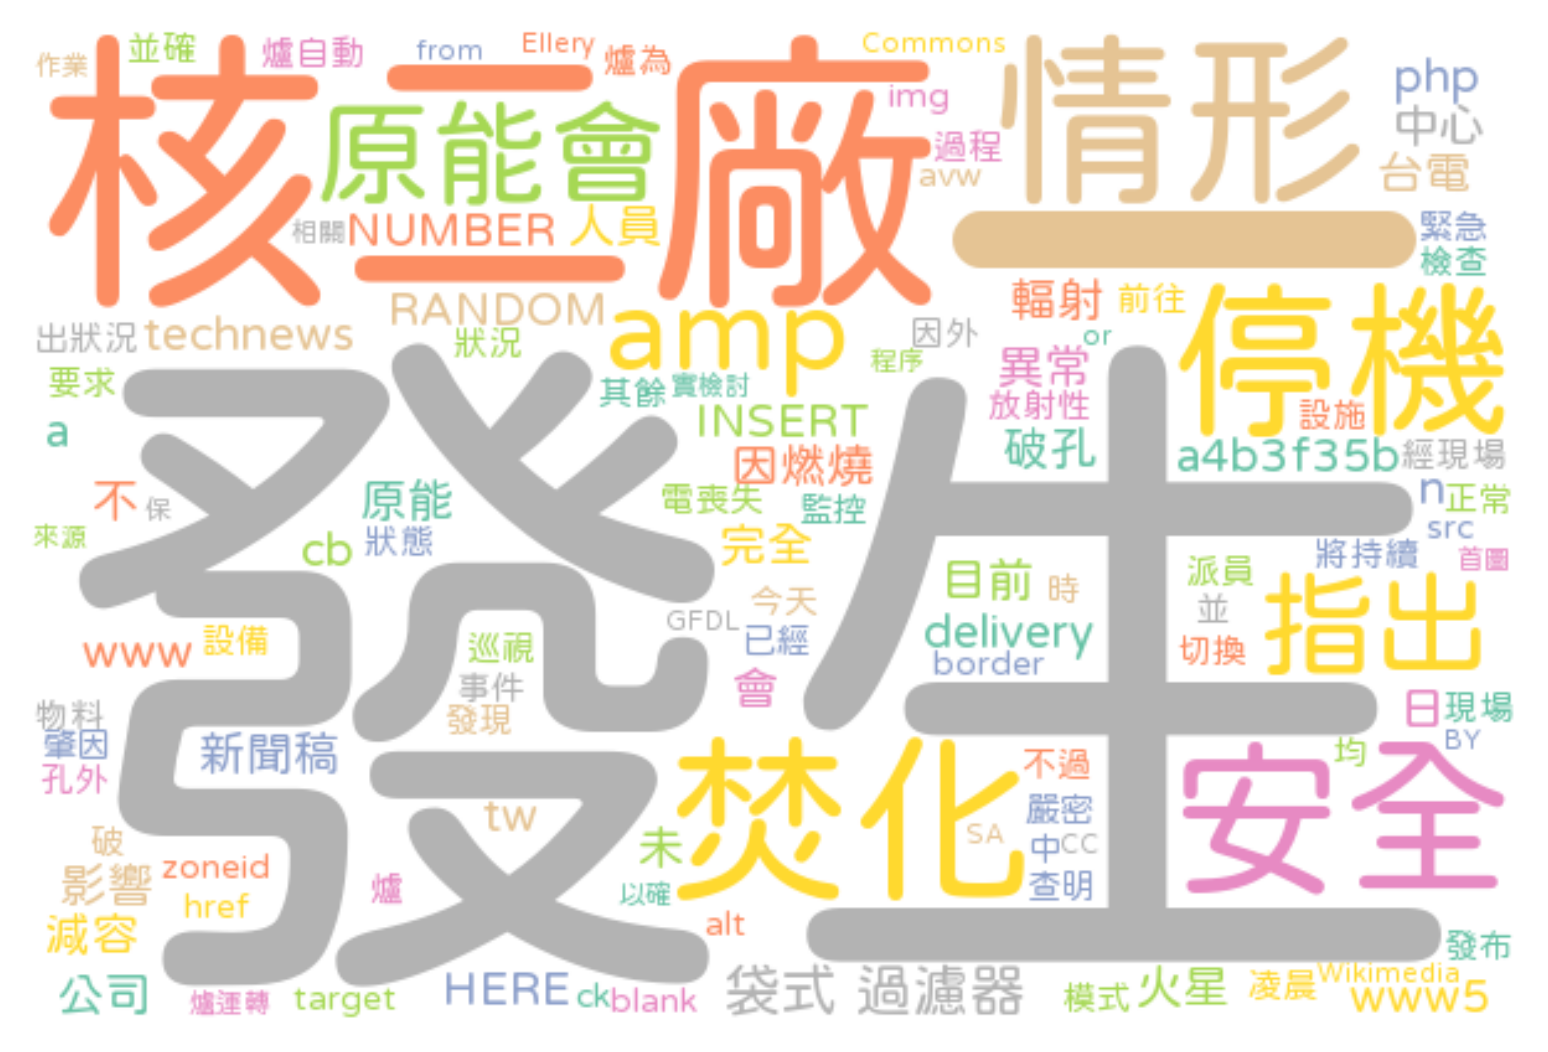 作業
並確
爐自動
from
Ellery
爐為
Commons
核二廠
情形
php
原能會
img
中心
過程
avw
台電
相關
NUMBER
人員
緊急
檢查
一
二
RANDOM
輻射
前往
停機
出狀況
technews
狀況
amp
因外
or
程序
要求
其餘
實檢討
異常
放射性
設施
a
INSERT
破孔
a4b3f35b
經現場
發生
因燃燒
不
保
原能
電喪失
監控
n
正常
來源
cb
狀態
完全
src
將持續
首圖
目前
時
派員
今天
並
指出
GFDL
www
設備
巡視
已經
delivery
border
切換
事件
會
物料
發現
日
現場
肇因
新聞稿
BY
孔外
焚化
不過
均
安全
tw
嚴密
破
未
SA
中
CC
zoneid
影響
爐
以確
查明
href
減容
alt
發布
公司
爐運轉
target
HERE
ck
blank
袋式
過濾器
模式
火星
凌晨
Wikimedia
www5